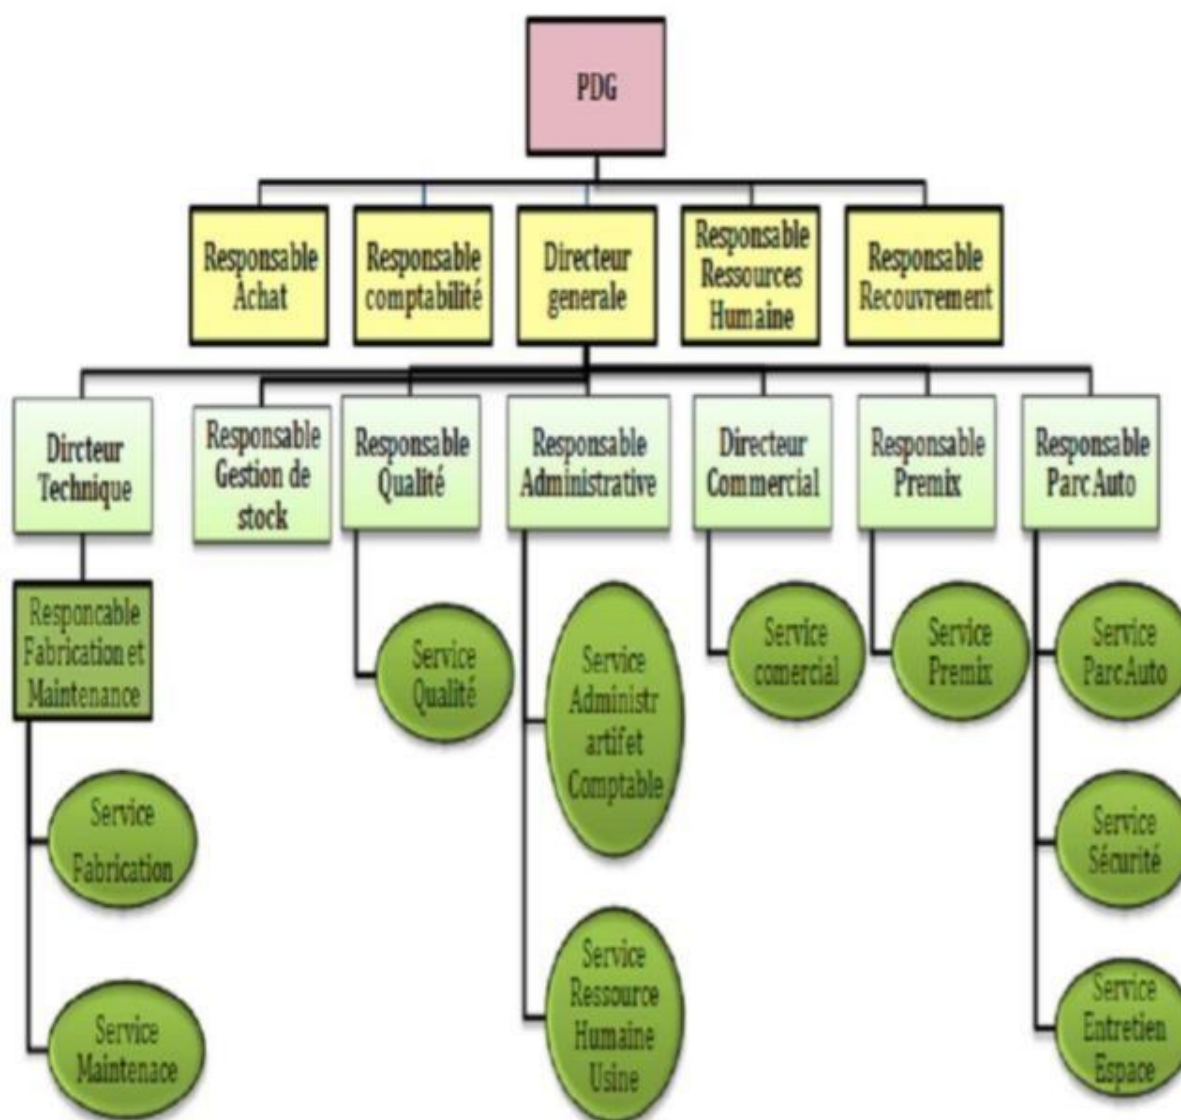 PDG
Responsable
Achat
Responsable
comptabilité
Directeur
generale
Responsable
Ressources
Humaine
Responsable
Recouvrement
Dircteur
Technique
Responsable
Gestion de
stock
Responsable
Qualité
Responsable
Administrative
Directeur
Commercial
Responsable
Premix
Responsable
Parc Auto
Responcable
Fabrication et
Maintenance
Service
Qualité
Service
Administr
artif et
Comptable
Service
comercial
Service
Premix
Service
Parc Auto
Service
Fabrication
Service
Sécurité
Service
Maintenace
Service
Ressource
Humaine
Usine
Service
Entretien
Espace